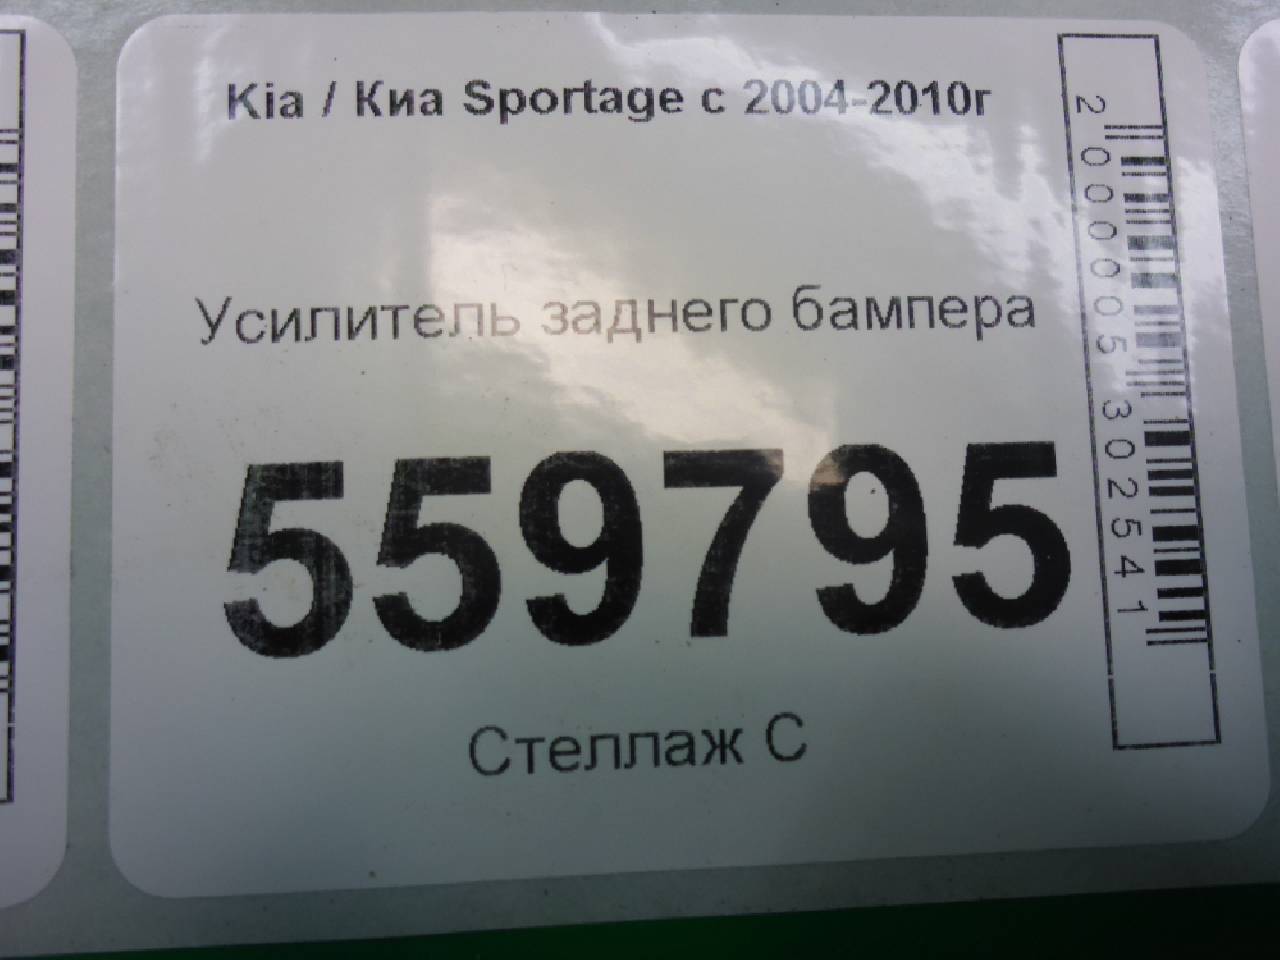 Kia / Киа Sportage с 2004-2010г
Усилитель заднего бампера
559795
Стеллаж С
2000005302541